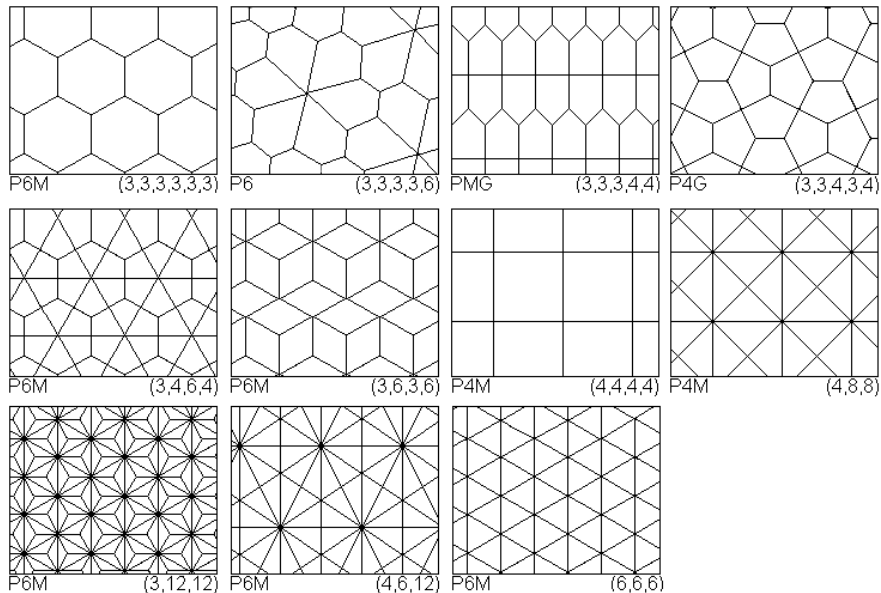 P6M (3,3,3,3,3,3)
P6 (3,3,3,3,6)
PMG (3,3,3,4,4)
P4G (3,3,4,3,4)
P6M (3,4,6,4)
P6M (3,6,3,6)
P4M (4,4,4,4)
P4M (4,8,8)
P6M (3,12,12)
P6M (4,6,12)
P6M (6,6,6)